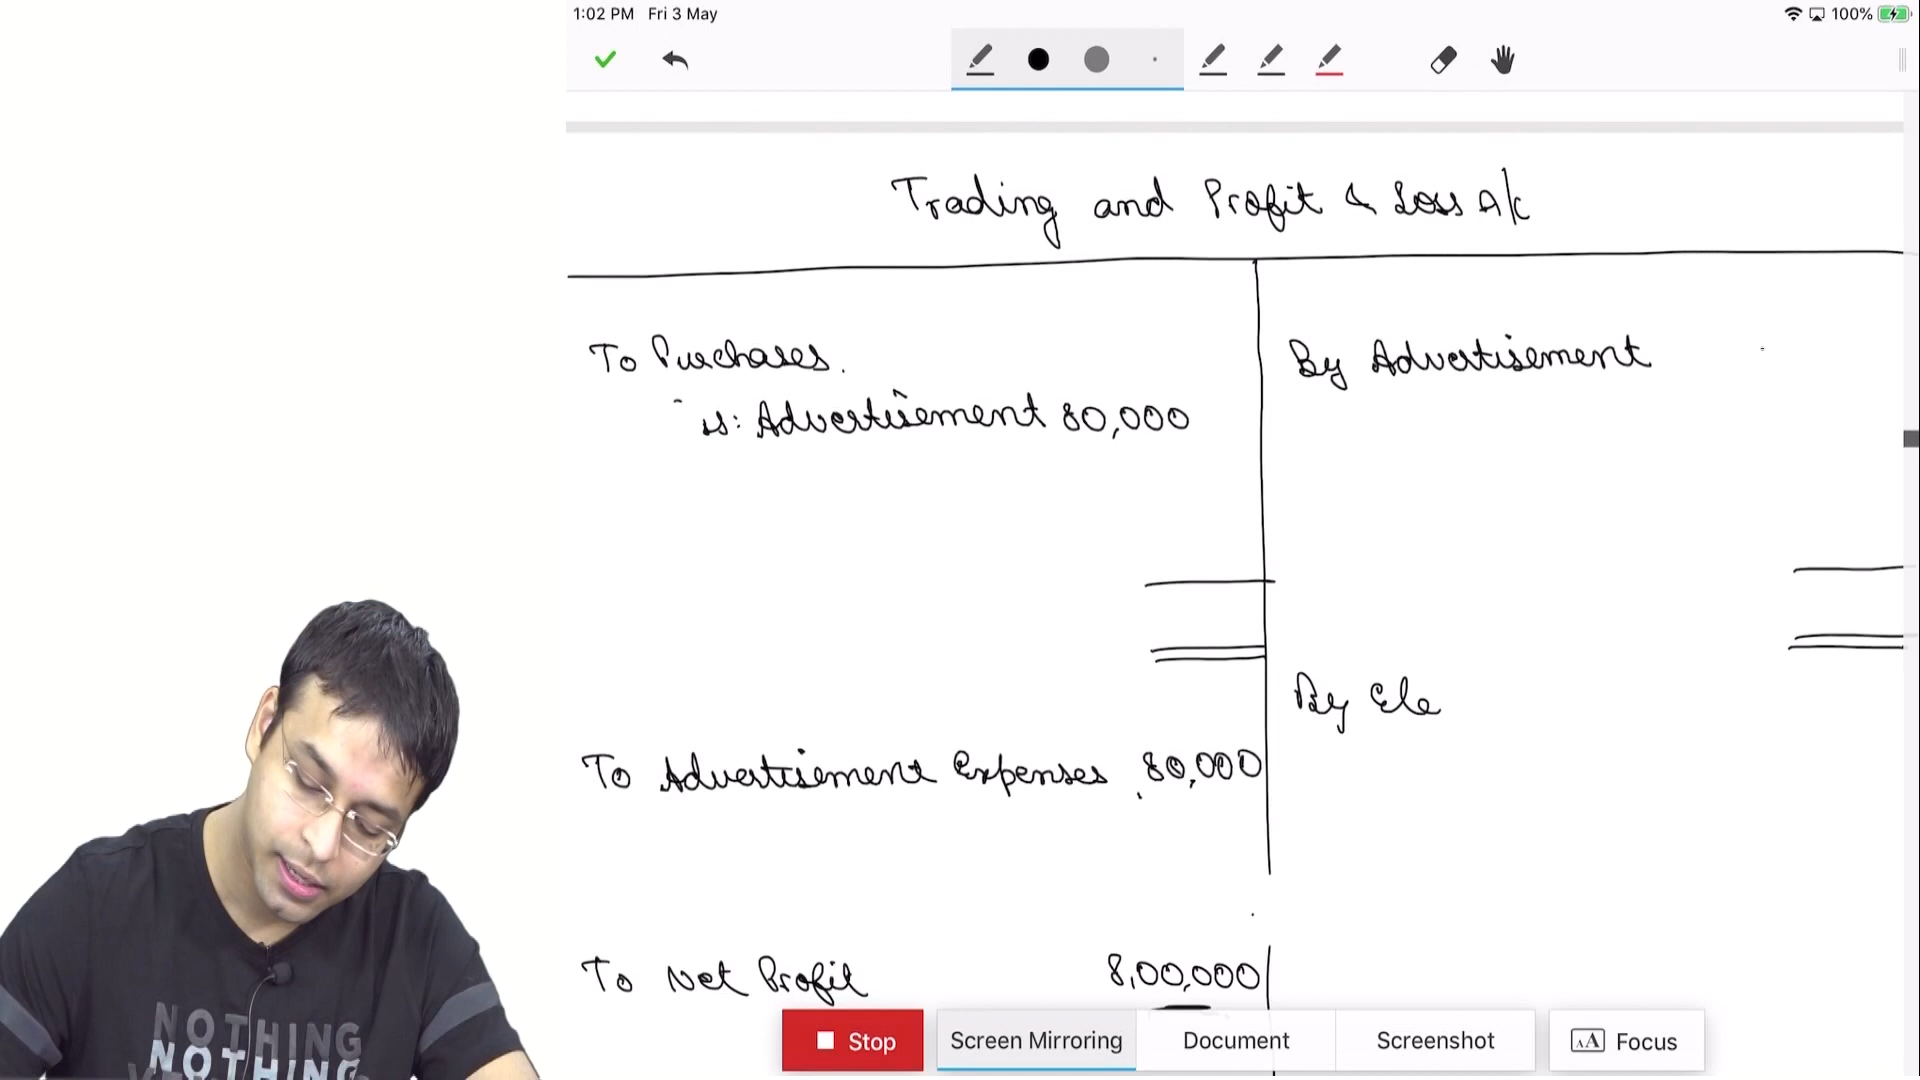 1:02 PM Fri 3 May
100%
Trading and Profit & Loss A/c
To Purchases.
By Advertisement
Advertisement 80,000
By Ele
To Advertisement Expenses 80,000
To Net Profit 8,00,000
Stop
Screen Mirroring
Document
Screenshot
AA Focus
NOTHING
NOTHING